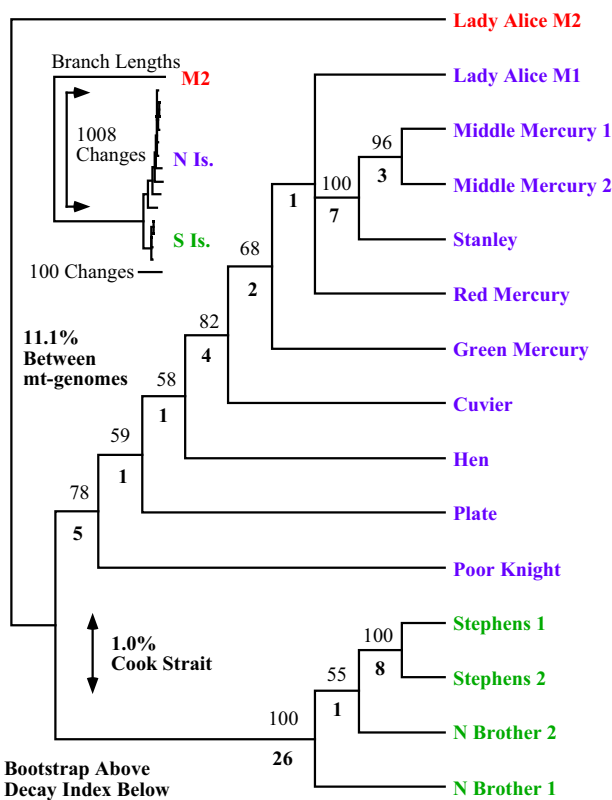 Lady Alice M2
Branch Lengths
M2
Lady Alice M1
1008
Changes
N Is.
Middle Mercury 1
96
3
Middle Mercury 2
100
7
1
S Is.
Stanley
68
2
100 Changes
Red Mercury
82
4
11.1%
Between
mt-genomes
Green Mercury
58
1
Cuvier
59
1
Hen
78
5
Plate
Poor Knight
1.0%
Cook Strait
Stephens 1
100
8
Stephens 2
55
1
N Brother 2
100
26
N Brother 1
Bootstrap Above
Decay Index Below